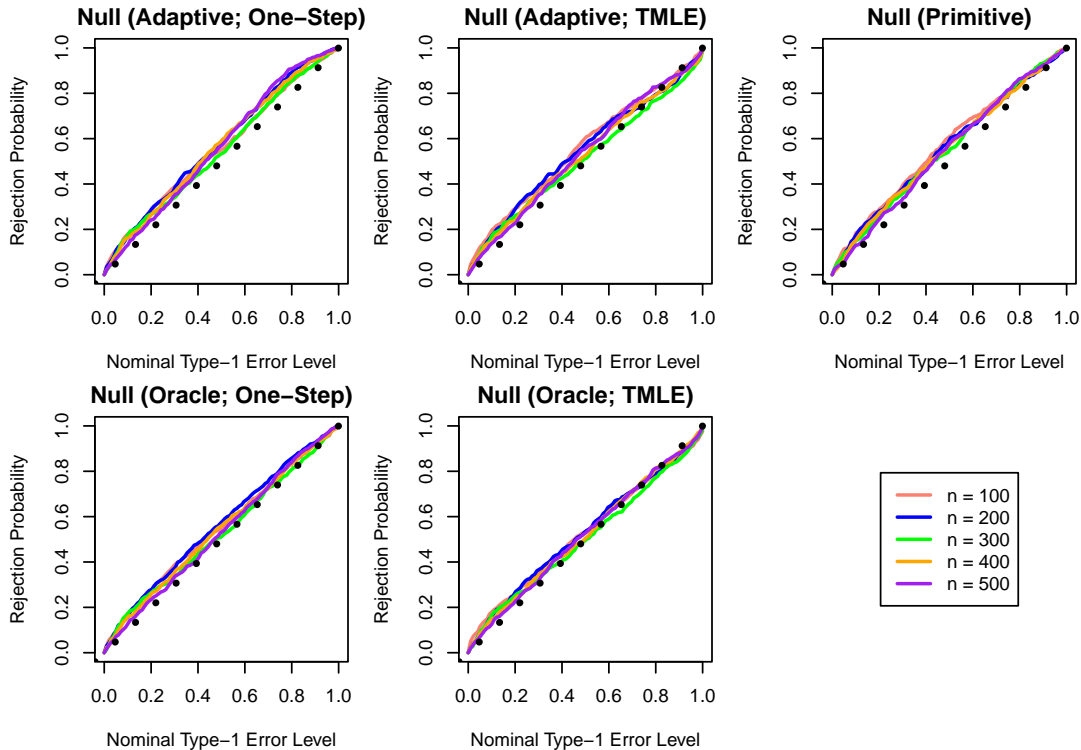 Null (Adaptive; One−Step)
Rejection Probability
0.0 0.2 0.4 0.6 0.8 1.0
0.0 0.2 0.4 0.6 0.8 1.0
Nominal Type−1 Error Level
Null (Adaptive; TMLE)
Rejection Probability
0.0 0.2 0.4 0.6 0.8 1.0
0.0 0.2 0.4 0.6 0.8 1.0
Nominal Type−1 Error Level
Null (Primitive)
Rejection Probability
0.0 0.2 0.4 0.6 0.8 1.0
0.0 0.2 0.4 0.6 0.8 1.0
Nominal Type−1 Error Level
Null (Oracle; One−Step)
Rejection Probability
0.0 0.2 0.4 0.6 0.8 1.0
0.0 0.2 0.4 0.6 0.8 1.0
Nominal Type−1 Error Level
Null (Oracle; TMLE)
Rejection Probability
0.0 0.2 0.4 0.6 0.8 1.0
0.0 0.2 0.4 0.6 0.8 1.0
Nominal Type−1 Error Level
n = 100
n = 200
n = 300
n = 400
n = 500